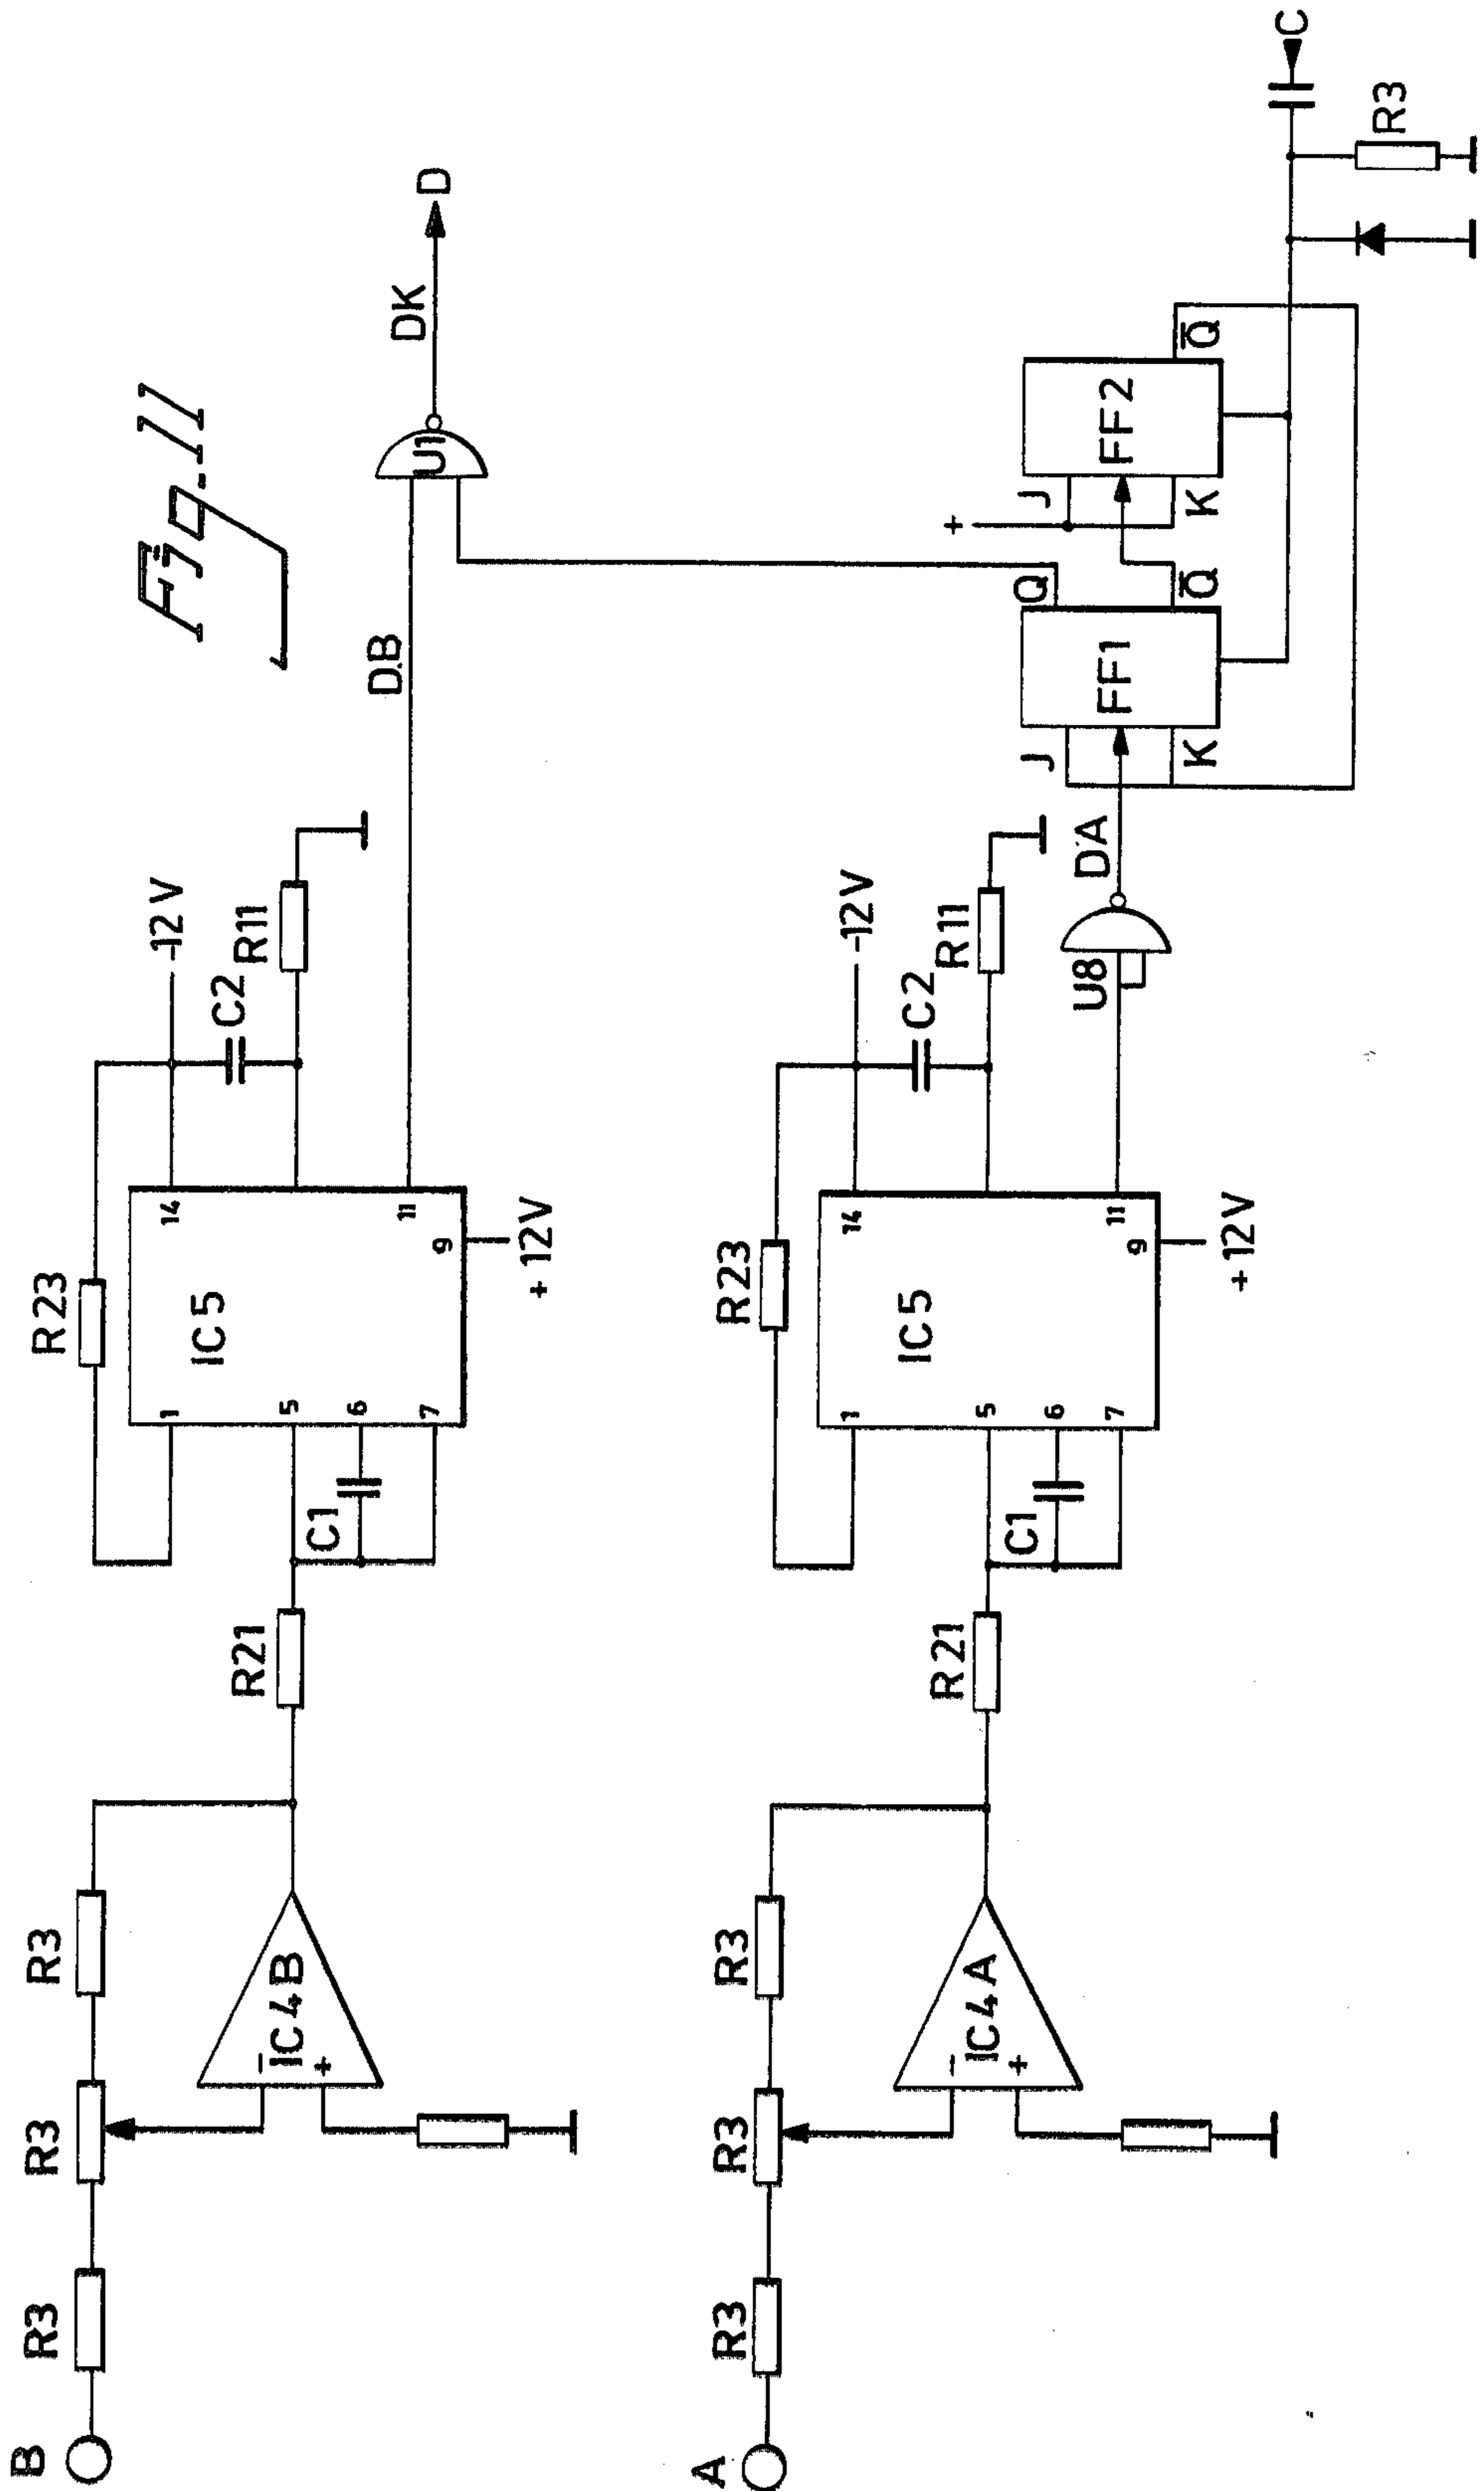 Fig. 11
B
R3
R3
R3
−
IC4B
+
R21
C1
R23
1
5
6
7
IC5
14
11
9
+12V
-12V
C2
R11
DB
U1
DK
D
A
R3
R3
R3
−
IC4A
+
R21
C1
R23
1
5
6
7
IC5
14
11
9
+12V
-12V
C2
R11
U8
DA
J
K
FF1
Q
Q̅
+
J
K
FF2
Q̅
R3
C